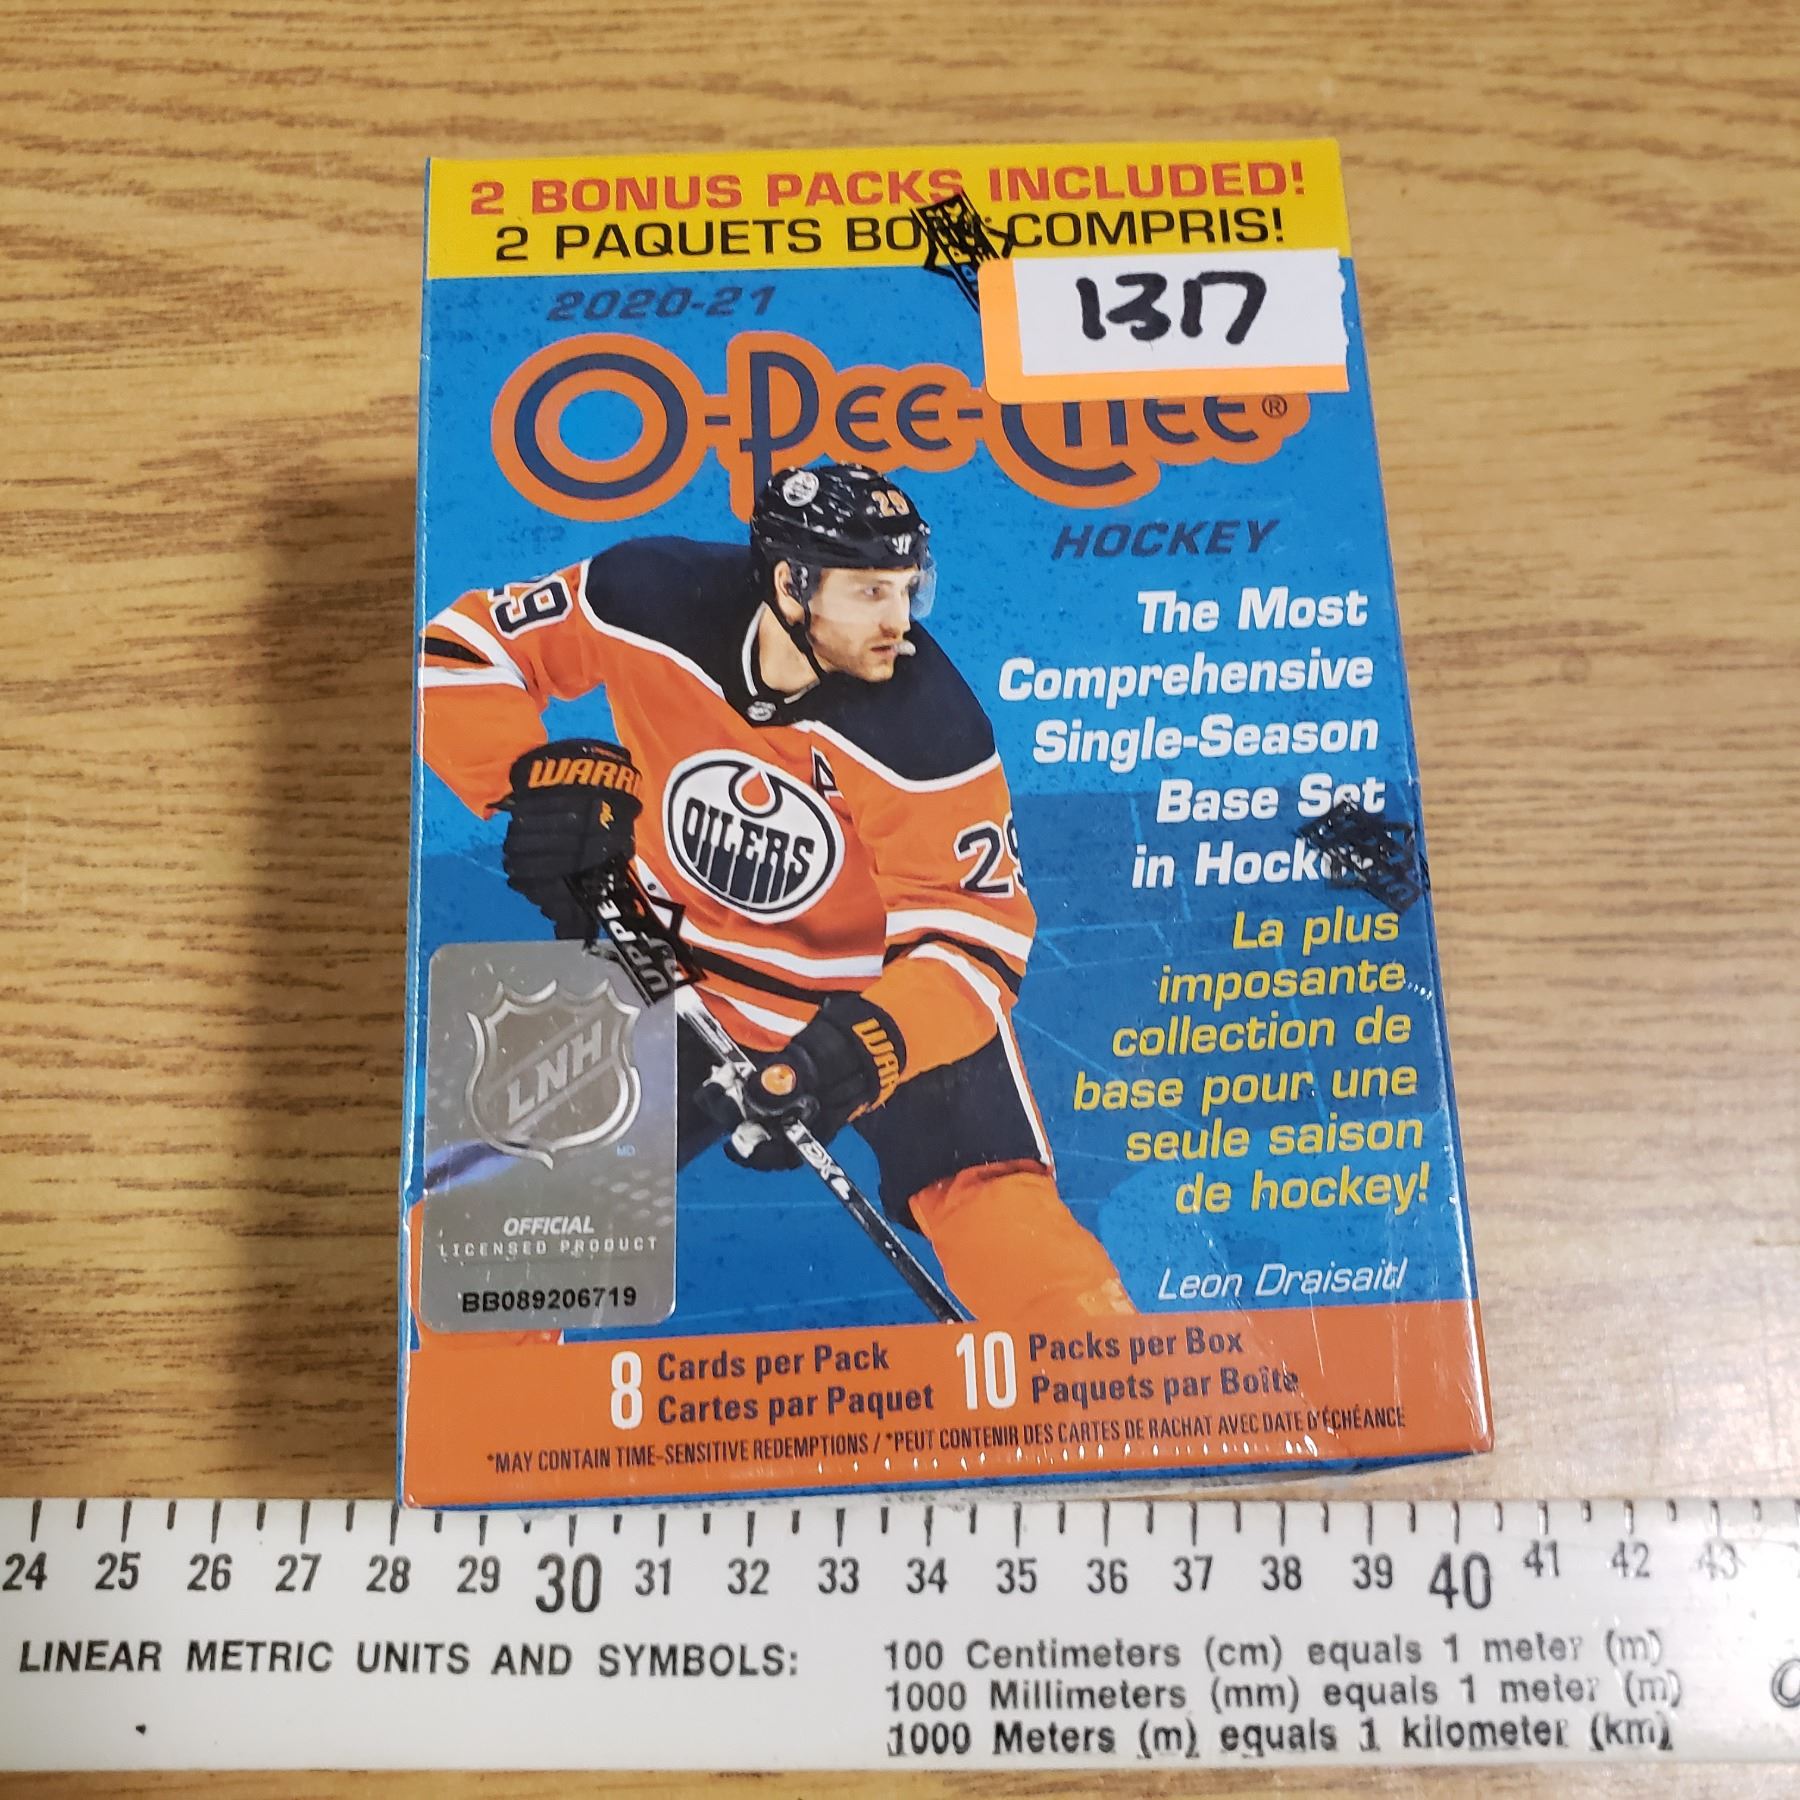 2 BONUS PACKS INCLUDED!
2 PAQUETS COMPRIS!
1317
2020-21
O-PEE-CHEE®
HOCKEY
29
The Most
Comprehensive
Single-Season
Base Set
in Hockey
La plus
imposante
collection de
base pour une
seule saison
de hockey!
Leon Draisaitl
A
OILERS
29
UPPER
LNH
MD
OFFICIAL
LICENSED PRODUCT
BB089206719
8 Cards per Pack
Cartes par Paquet
10 Packs per Box
Paquets par Boîte
*MAY CONTAIN TIME-SENSITIVE REDEMPTIONS / *PEUT CONTENIR DES CARTES DE RACHAT AVEC DATE D'ÉCHÉANCE
24 25 26 27 28 29 30 31 32 33 34 35 36 37 38 39 40 41 42 43
LINEAR METRIC UNITS AND SYMBOLS:
100 Centimeters (cm) equals 1 meter (m)
1000 Millimeters (mm) equals 1 meter (m)
1000 Meters (m) equals 1 kilometer (km)